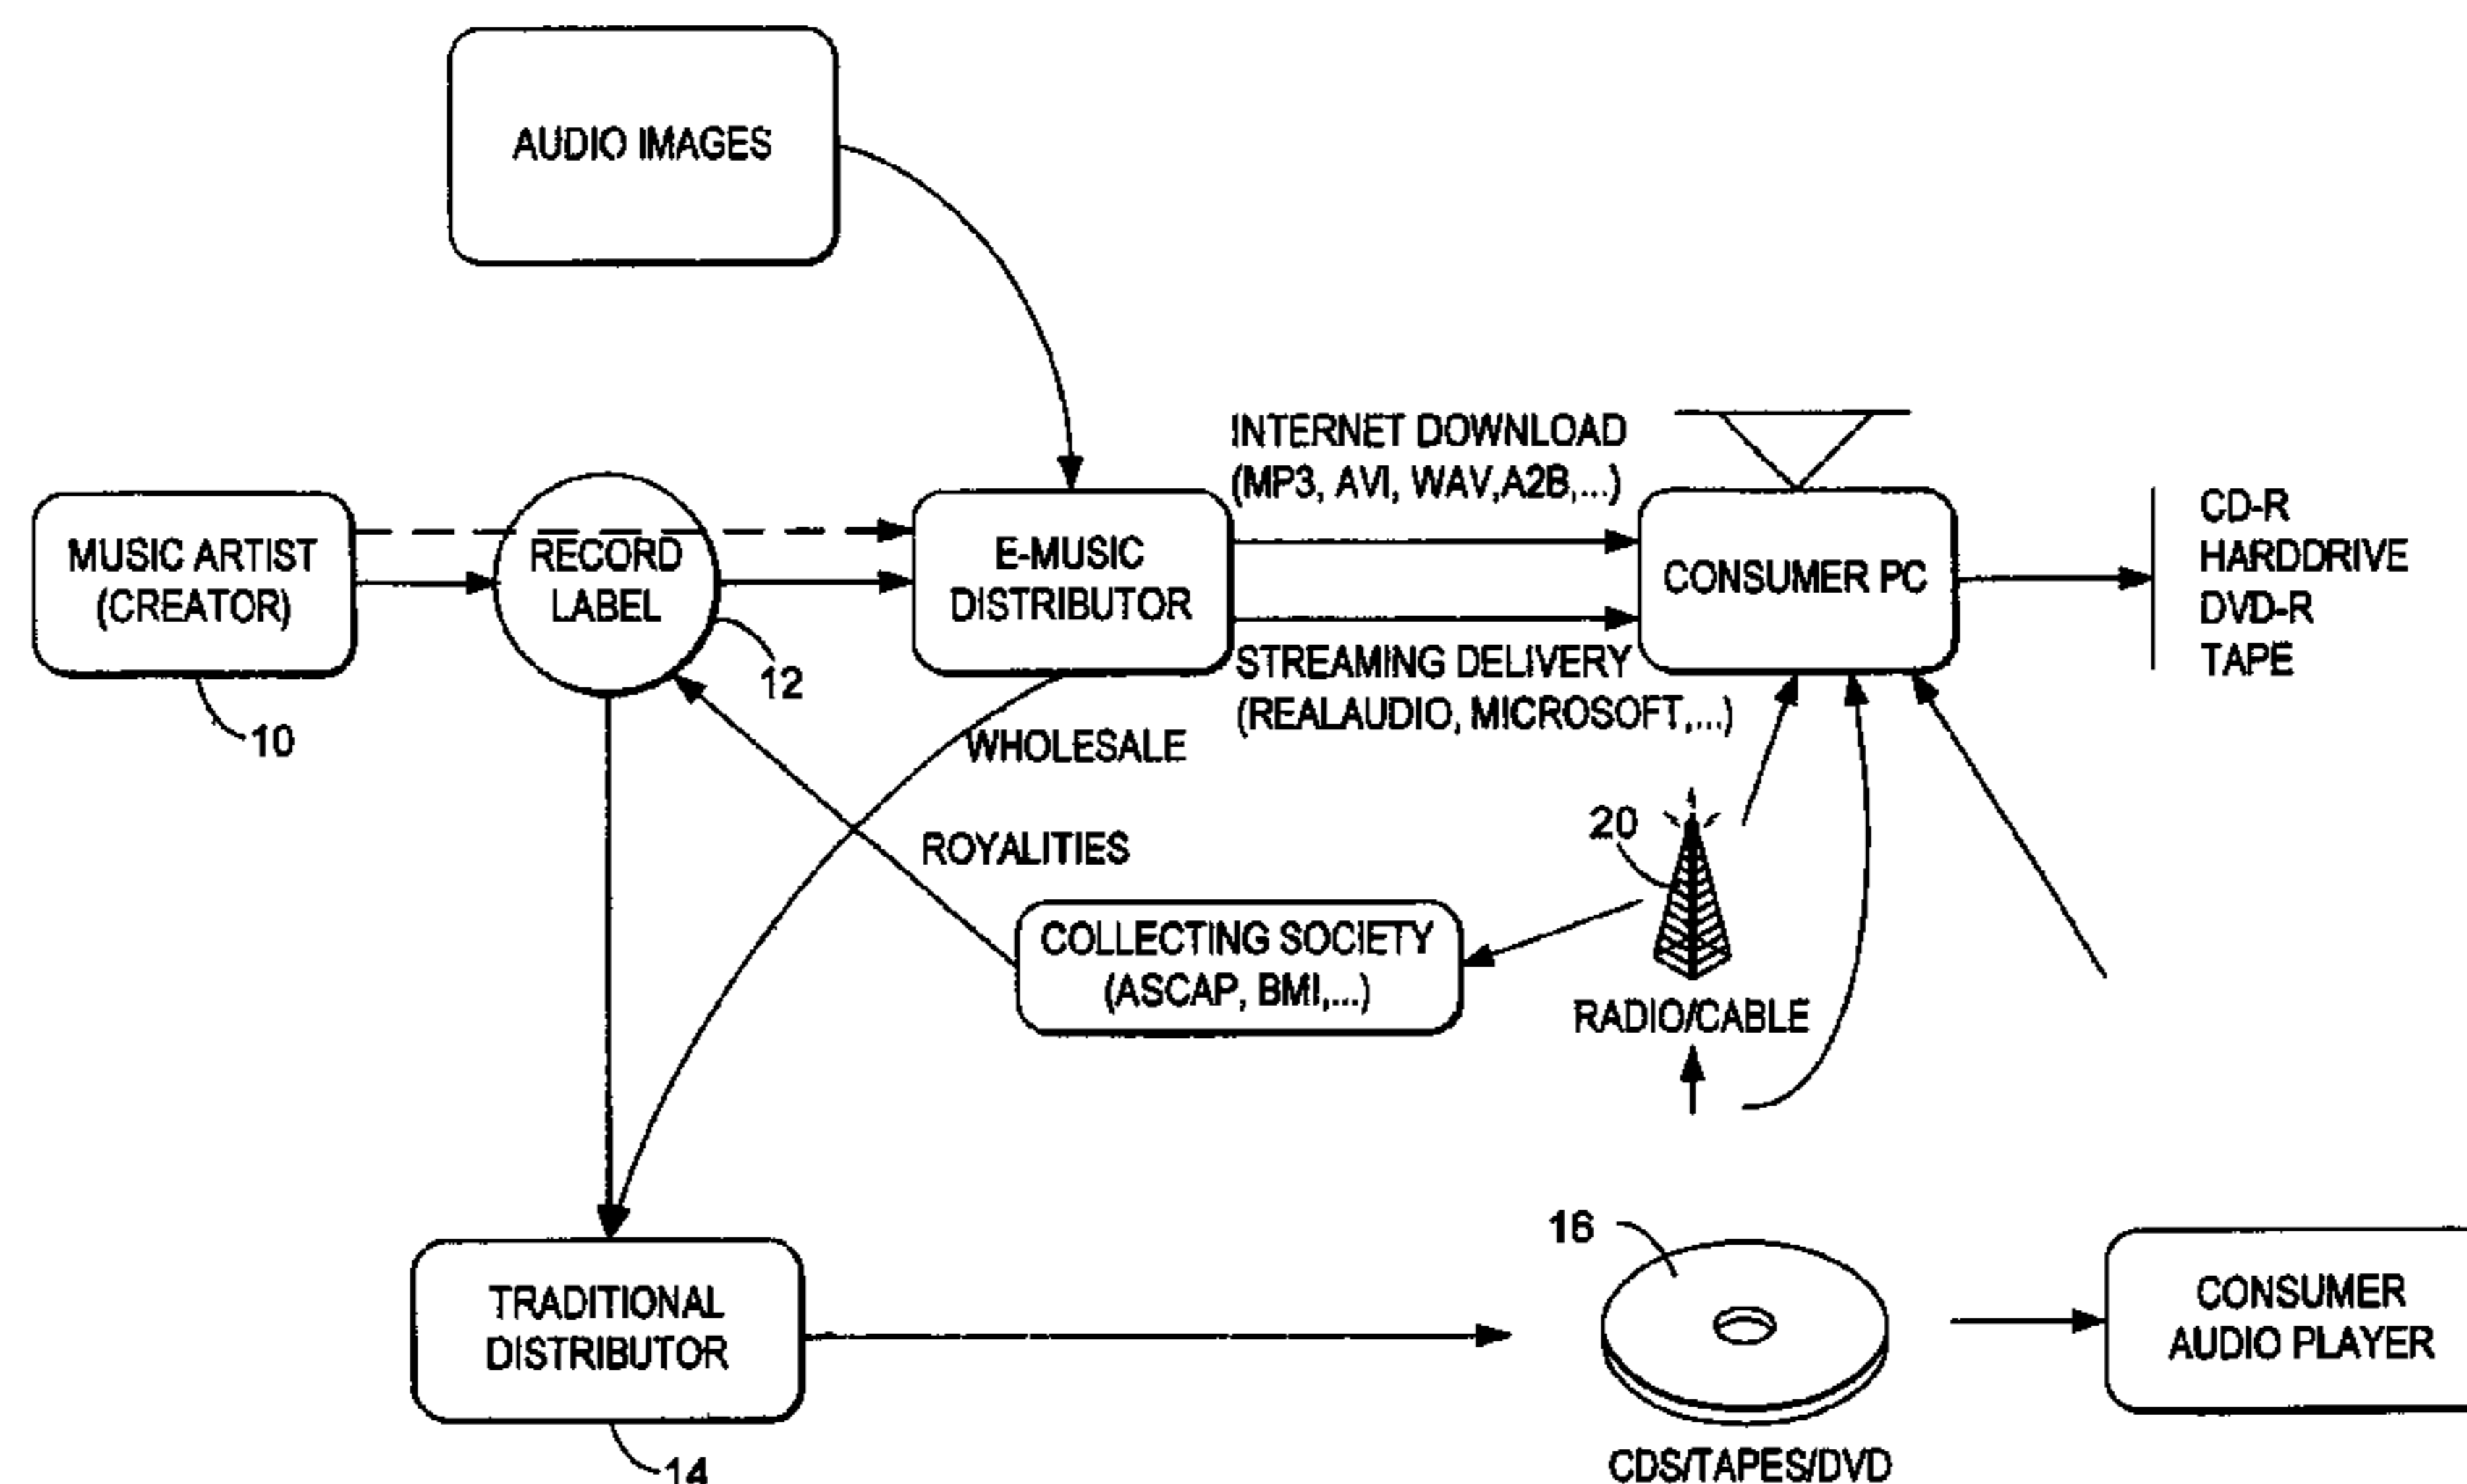 AUDIO IMAGES
INTERNET DOWNLOAD
(MP3, AVI, WAV,A2B,...)
MUSIC ARTIST
(CREATOR)
10
RECORD
LABEL
12
E-MUSIC
DISTRIBUTOR
CONSUMER PC
CD-R
HARDDRIVE
DVD-R
TAPE
STREAMING DELIVERY
(REALAUDIO, MICROSOFT,...)
WHOLESALE
ROYALITIES
20
COLLECTING SOCIETY
(ASCAP, BMI,...)
RADIO/CABLE
TRADITIONAL
DISTRIBUTOR
14
16
CDS/TAPES/DVD
CONSUMER
AUDIO PLAYER